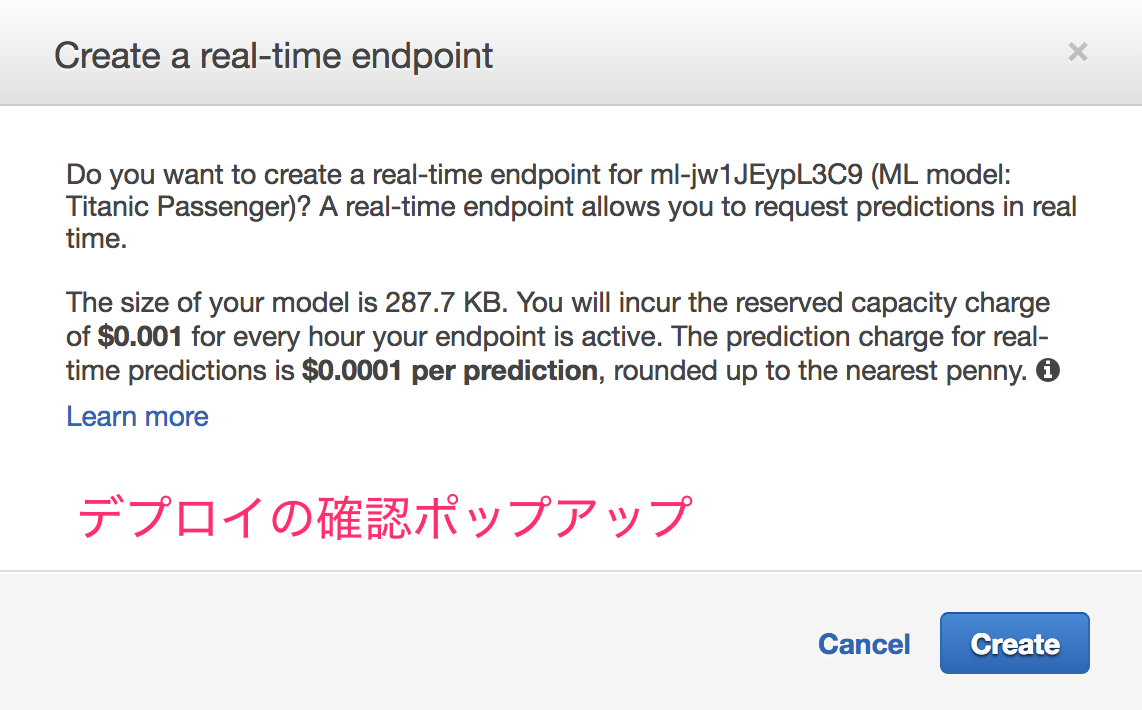 Create a real-time endpoint
×
Do you want to create a real-time endpoint for ml-jw1JEypL3C9 (ML model:
Titanic Passenger)? A real-time endpoint allows you to request predictions in real
time.
The size of your model is 287.7 KB. You will incur the reserved capacity charge
of $0.001 for every hour your endpoint is active. The prediction charge for real-
time predictions is $0.0001 per prediction, rounded up to the nearest penny.
Learn more
デプロイの確認ポップアップ
Cancel Create